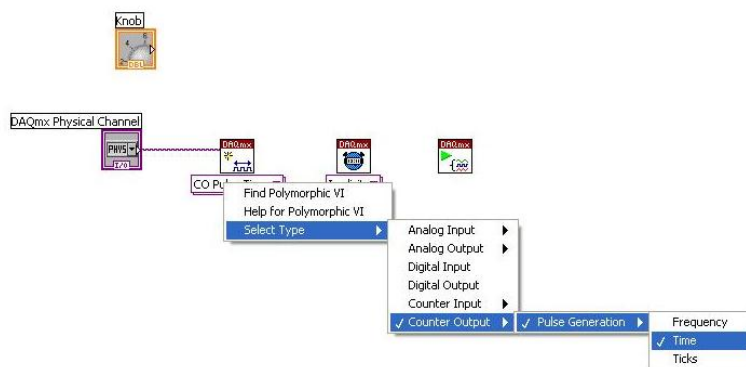 Knob
DBL
DAQmx Physical Channel
PHYS
I/O
DAQmx
DAQmx
DAQmx
CO Pulse Time
Find Polymorphic VI
Help for Polymorphic VI
Select Type
Analog Input
Analog Output
Digital Input
Digital Output
Counter Input
Counter Output
Pulse Generation
Frequency
Time
Ticks